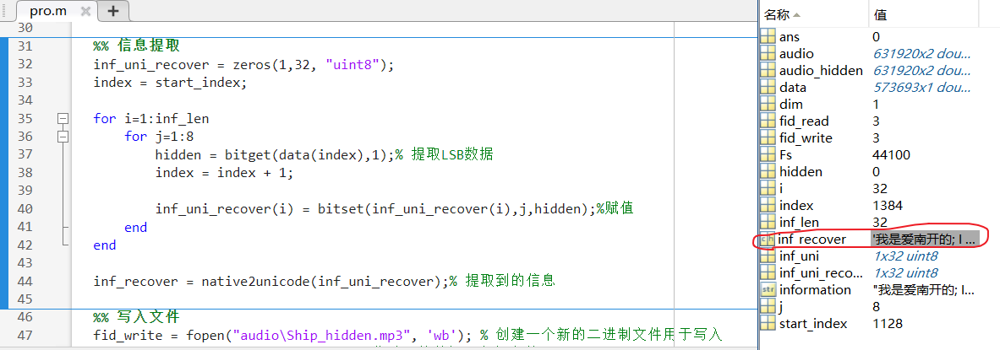 pro.m
30
31 %% 信息提取
32 inf_uni_recover = zeros(1,32, "uint8");
33 index = start_index;
34
35 for i=1:inf_len
36 for j=1:8
37 hidden = bitget(data(index),1);% 提取LSB数据
38 index = index + 1;
39
40 inf_uni_recover(i) = bitset(inf_uni_recover(i),j,hidden);%赋值
41 end
42 end
43
44 inf_recover = native2unicode(inf_uni_recover);% 提取到的信息
45
46 %% 写入文件
47 fid_write = fopen("audio\Ship_hidden.mp3", 'wb'); % 创建一个新的二进制文件用于写入
名称 值
ans 0
audio 631920x2 dou...
audio_hidden 631920x2 dou...
data 573693x1 dou...
dim 1
fid_read 3
fid_write 3
Fs 44100
hidden 0
i 32
index 1384
inf_len 32
inf_recover '我是爱南开的; I ...
inf_uni 1x32 uint8
inf_uni_reco... 1x32 uint8
information "我是爱南开的; I...
j 8
start_index 1128